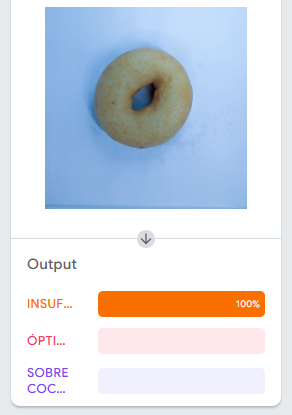 Output
INSUF...
100%
ÓPTI...
SOBRE
COC...